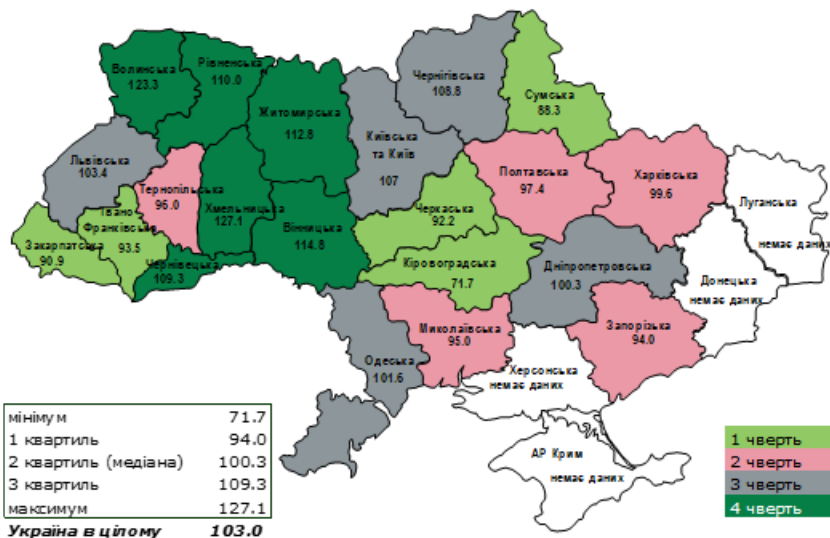 Волинська
123.3
Рівненська
110.0
Житомирська
112.8
Чернігівська
108.8
Сумська
88.3
Київська
та Київ
107
Львівська
103.4
Тернопільська
96.0
Хмельницька
127.1
Вінницька
114.8
Івано
Франківська
93.5
Закарпатська
90.9
Чернівецька
109.3
Черкаська
92.2
Полтавська
97.4
Харківська
99.6
Луганська
немає даних
Кіровоградська
71.7
Дніпропетровська
100.3
Донецька
немає даних
Миколаївська
95.0
Запорізька
94.0
Одеська
101.6
Херсонська
немає даних
АР Крим
немає даних
мінімум 71.7
1 квартиль 94.0
2 квартиль (медіана) 100.3
3 квартиль 109.3
максимум 127.1
Україна в цілому 103.0
1 чверть
2 чверть
3 чверть
4 чверть